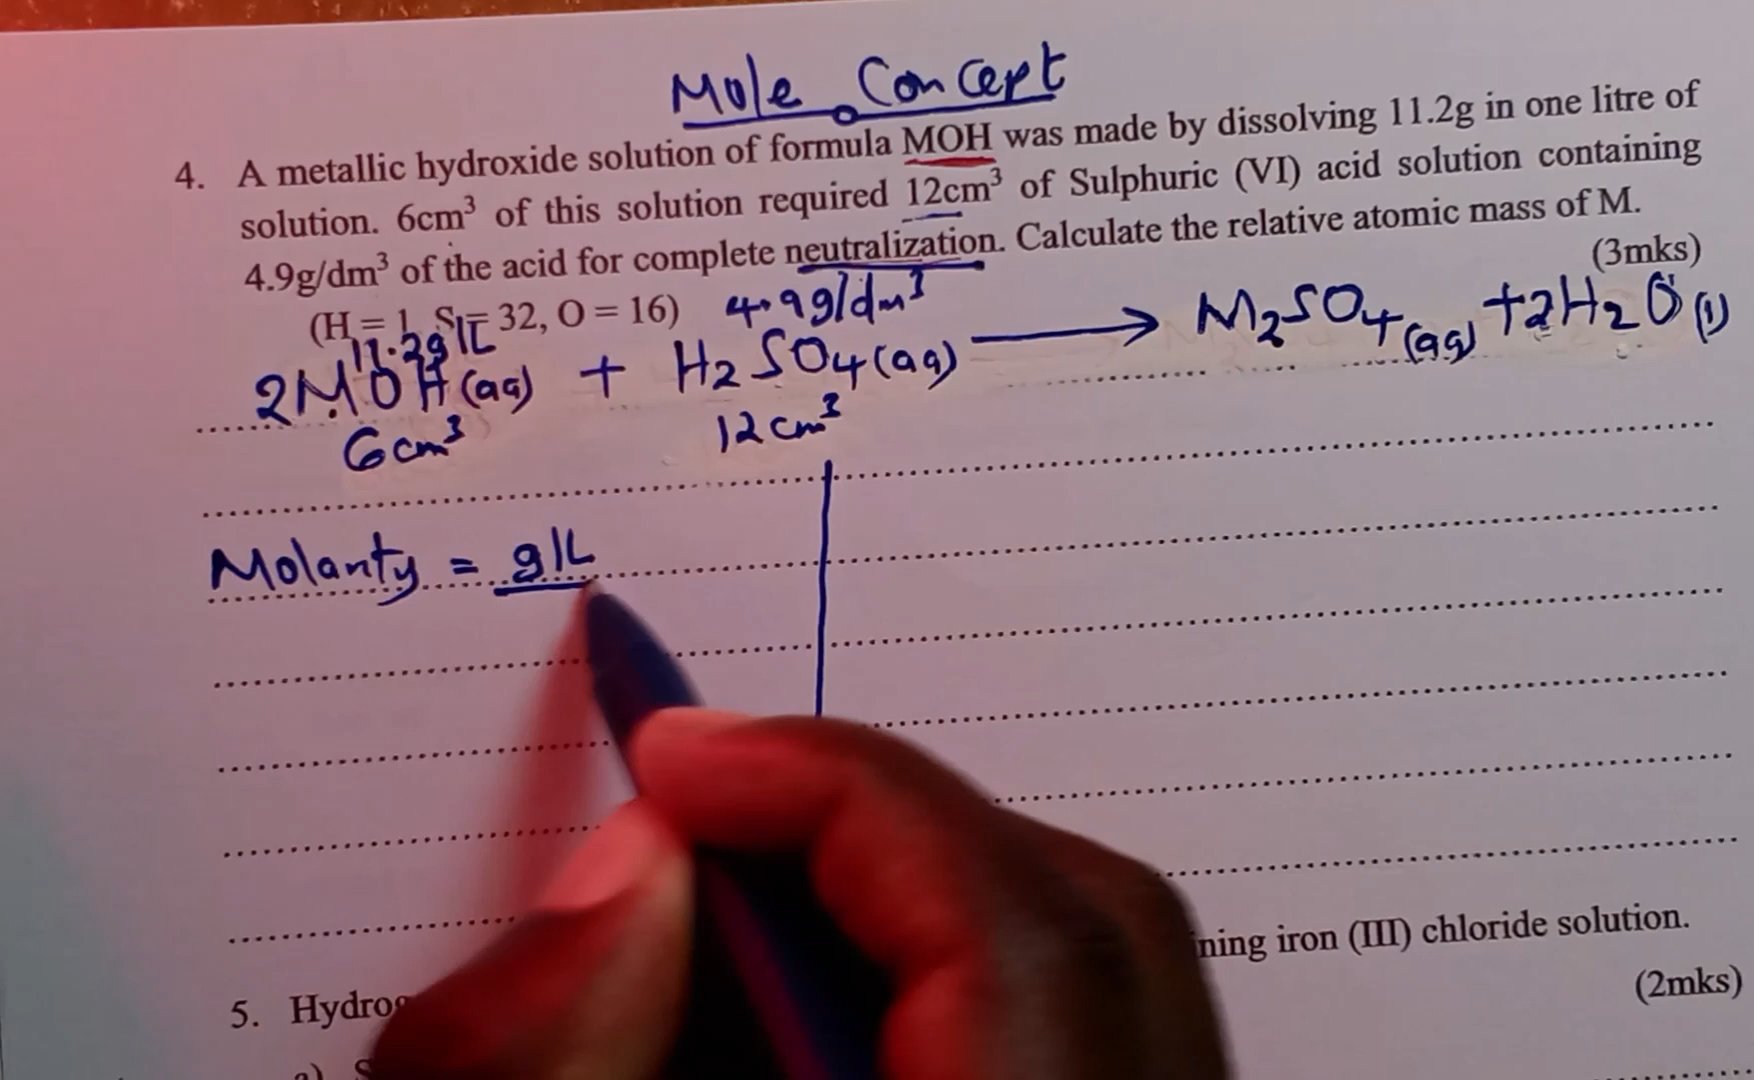 Mole Concept
4. A metallic hydroxide solution of formula MOH was made by dissolving 11.2g in one litre of
solution. 6cm³ of this solution required 12cm³ of Sulphuric (VI) acid solution containing
4.9g/dm³ of the acid for complete neutralization. Calculate the relative atomic mass of M.
(H = 1, S = 32, O = 16) (3mks)
11.2g/L 4.9g/dm³
2MOH(aq) + H₂SO₄(aq) → M₂SO₄(aq) + 2H₂O(l)
6cm³ 12cm³
Molarity = g/L
ning iron (III) chloride solution.
(2mks)
5. Hydrog
a) S